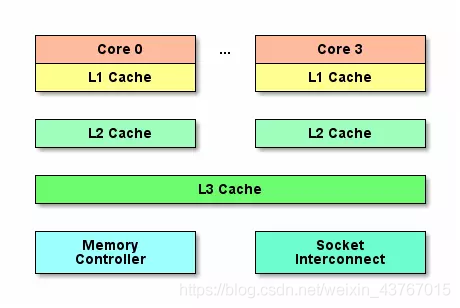 Core 0 ... Core 3
L1 Cache L1 Cache
L2 Cache L2 Cache
L3 Cache
Memory Socket
Controller Interconnect
https://blog.csdn.net/weixin_43767015